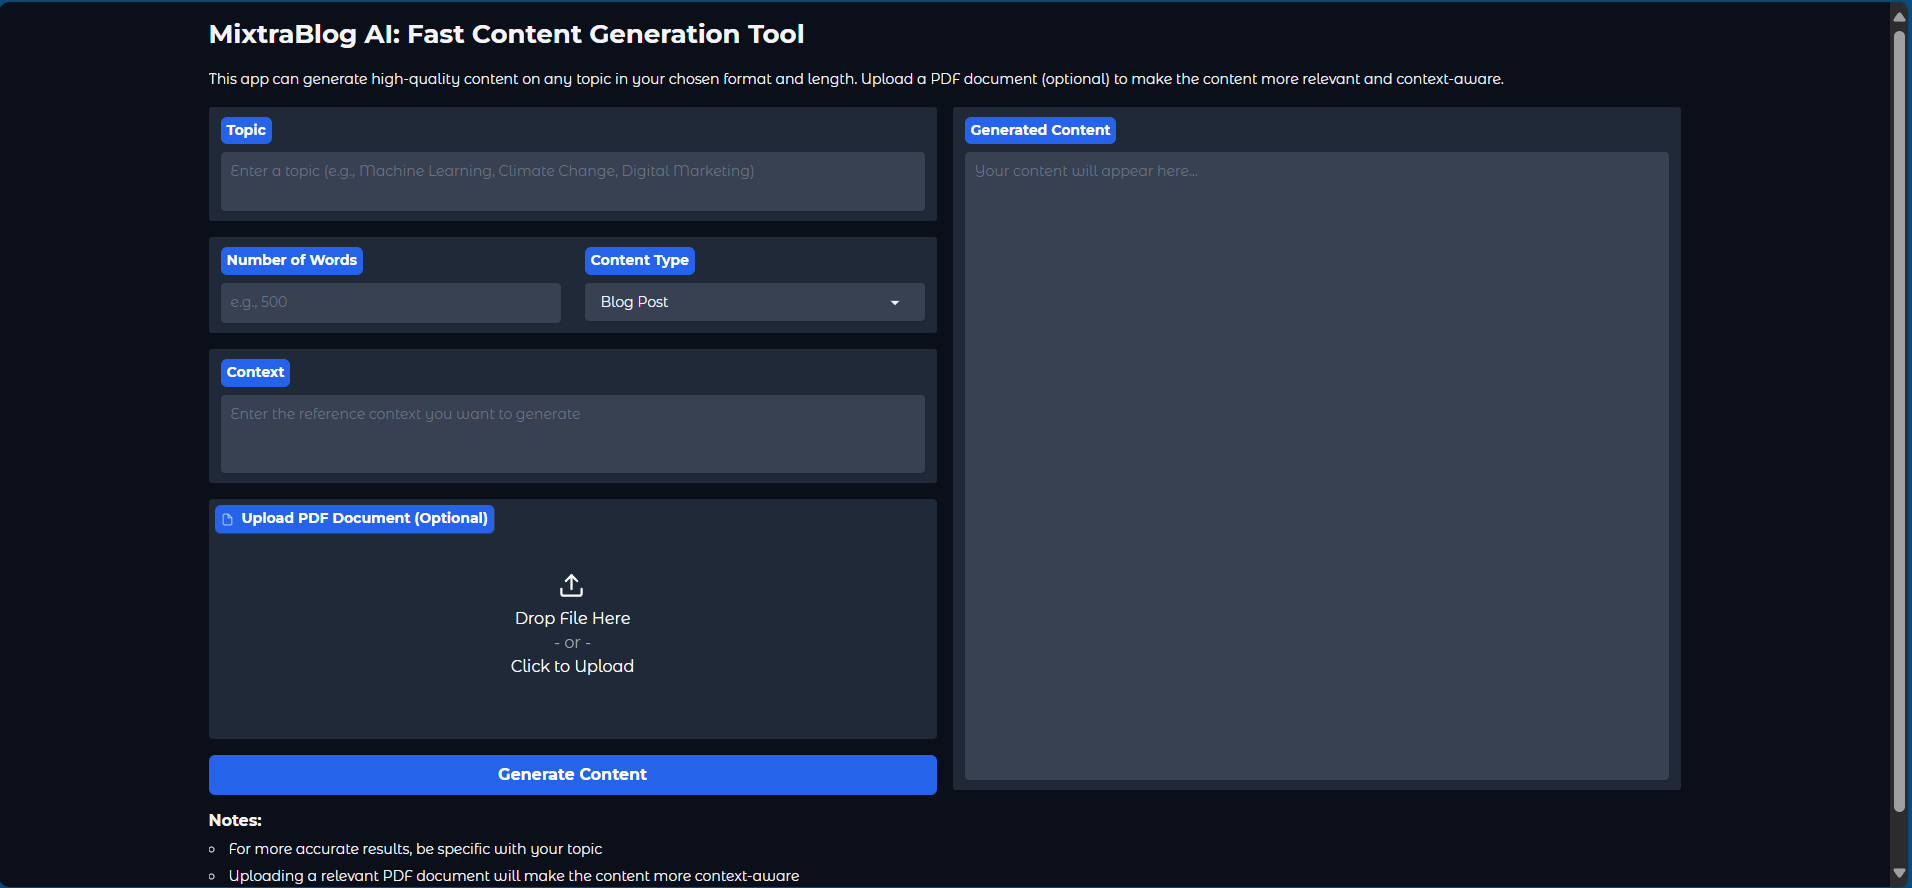 MixtraBlog AI: Fast Content Generation Tool
This app can generate high-quality content on any topic in your chosen format and length. Upload a PDF document (optional) to make the content more relevant and context-aware.
Topic
Enter a topic (e.g., Machine Learning, Climate Change, Digital Marketing)
Number of Words
e.g., 500
Content Type
Blog Post
Context
Enter the reference context you want to generate
Upload PDF Document (Optional)
Drop File Here
- or -
Click to Upload
Generate Content
Generated Content
Your content will appear here...
Notes:
For more accurate results, be specific with your topic
Uploading a relevant PDF document will make the content more context-aware